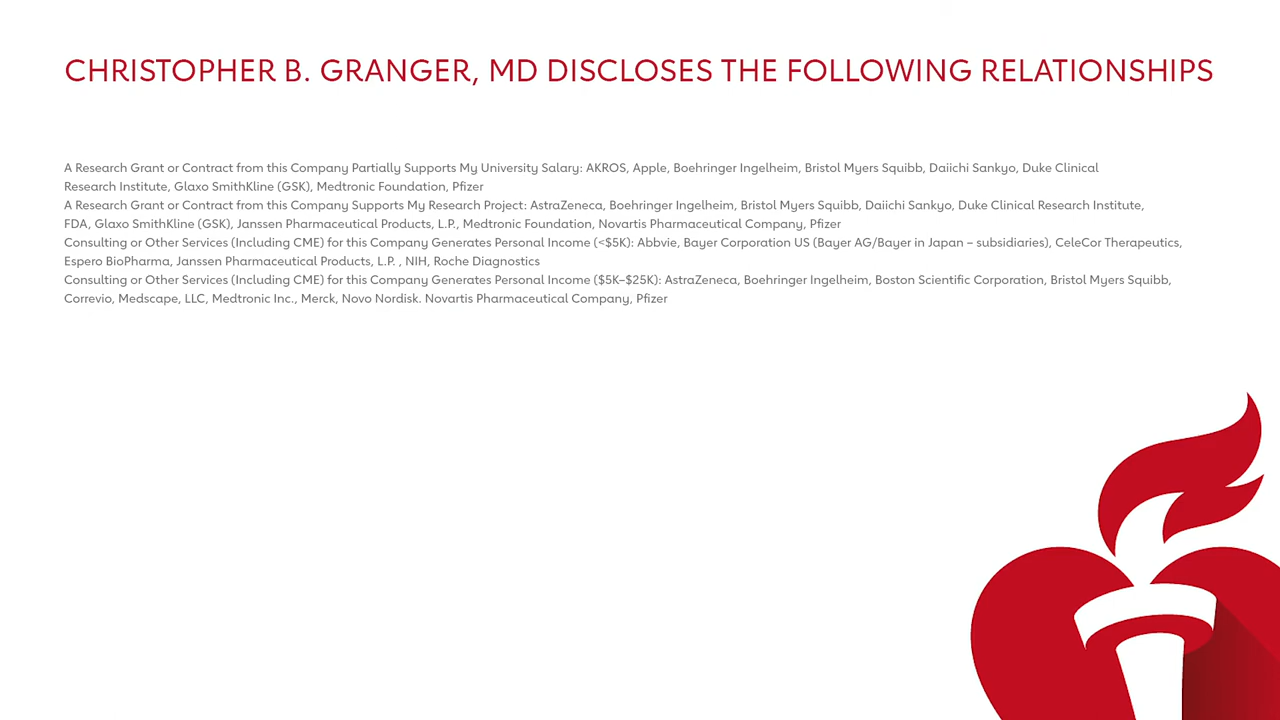 CHRISTOPHER B. GRANGER, MD DISCLOSES THE FOLLOWING RELATIONSHIPS
A Research Grant or Contract from this Company Partially Supports My University Salary: AKROS, Apple, Boehringer Ingelheim, Bristol Myers Squibb, Daiichi Sankyo, Duke Clinical
Research Institute, Glaxo SmithKline (GSK), Medtronic Foundation, Pfizer
A Research Grant or Contract from this Company Supports My Research Project: AstraZeneca, Boehringer Ingelheim, Bristol Myers Squibb, Daiichi Sankyo, Duke Clinical Research Institute,
FDA, Glaxo SmithKline (GSK), Janssen Pharmaceutical Products, L.P., Medtronic Foundation, Novartis Pharmaceutical Company, Pfizer
Consulting or Other Services (Including CME) for this Company Generates Personal Income (<$5K): Abbvie, Bayer Corporation US (Bayer AG/Bayer in Japan – subsidiaries), CeleCor Therapeutics,
Espero BioPharma, Janssen Pharmaceutical Products, L.P. , NIH, Roche Diagnostics
Consulting or Other Services (Including CME) for this Company Generates Personal Income ($5K–$25K): AstraZeneca, Boehringer Ingelheim, Boston Scientific Corporation, Bristol Myers Squibb,
Correvio, Medscape, LLC, Medtronic Inc., Merck, Novo Nordisk. Novartis Pharmaceutical Company, Pfizer